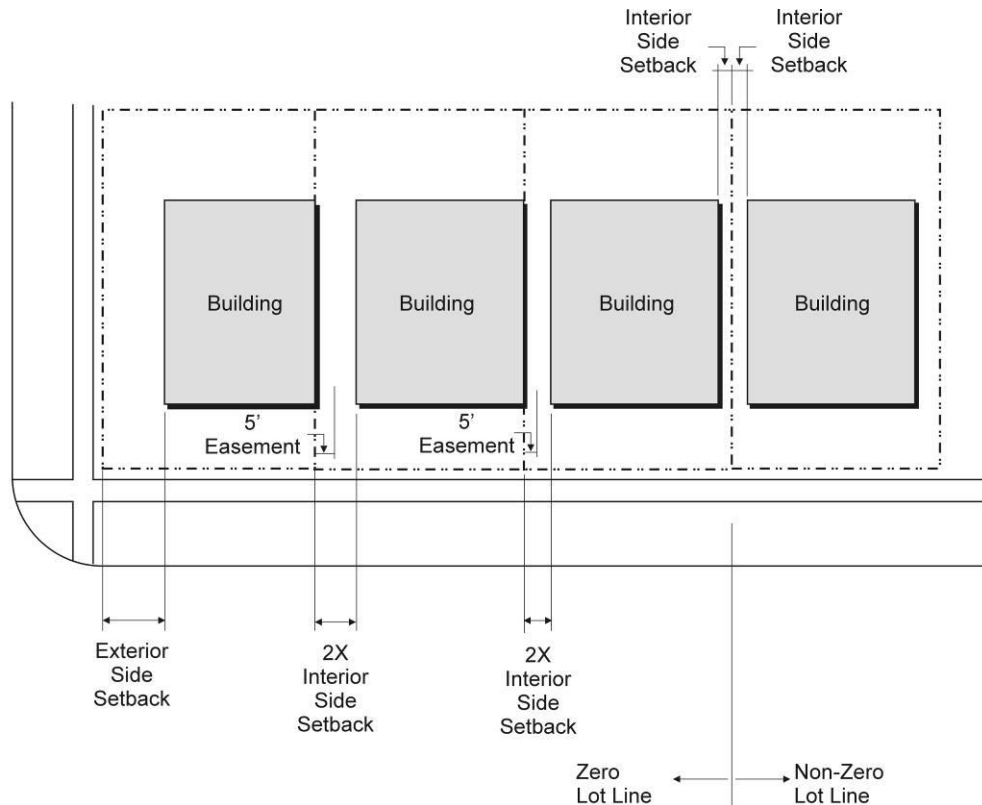 Interior
Side
Setback
Interior
Side
Setback
Building
Building
Building
Building
5’
Easement
5’
Easement
Exterior
Side
Setback
2X
Interior
Side
Setback
2X
Interior
Side
Setback
Zero
Lot Line
Non-Zero
Lot Line